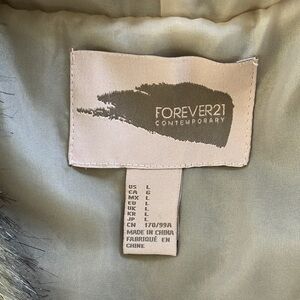 FOREVER21
CONTEMPORARY
US L
CA G
MX L
EU L
UK L
KR L
JP L
CN 170/99A
MADE IN CHINA
FABRIQUÉ EN
CHINE